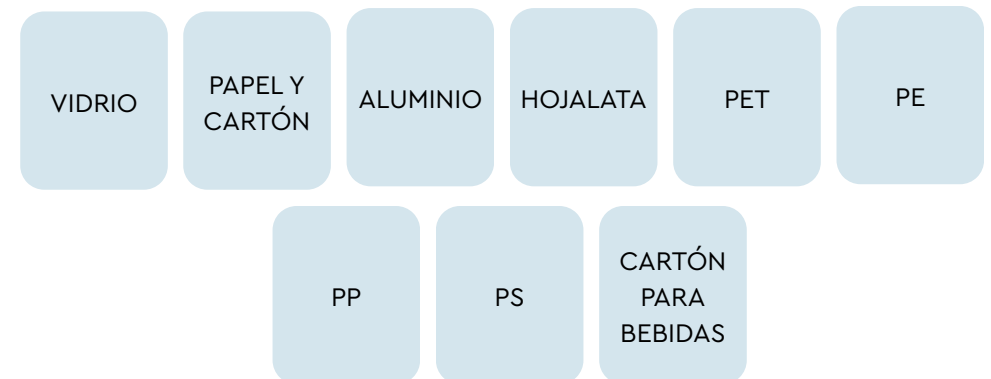 VIDRIO
PAPEL Y
CARTÓN
ALUMINIO
HOJALATA
PET
PE
PP
PS
CARTÓN
PARA
BEBIDAS